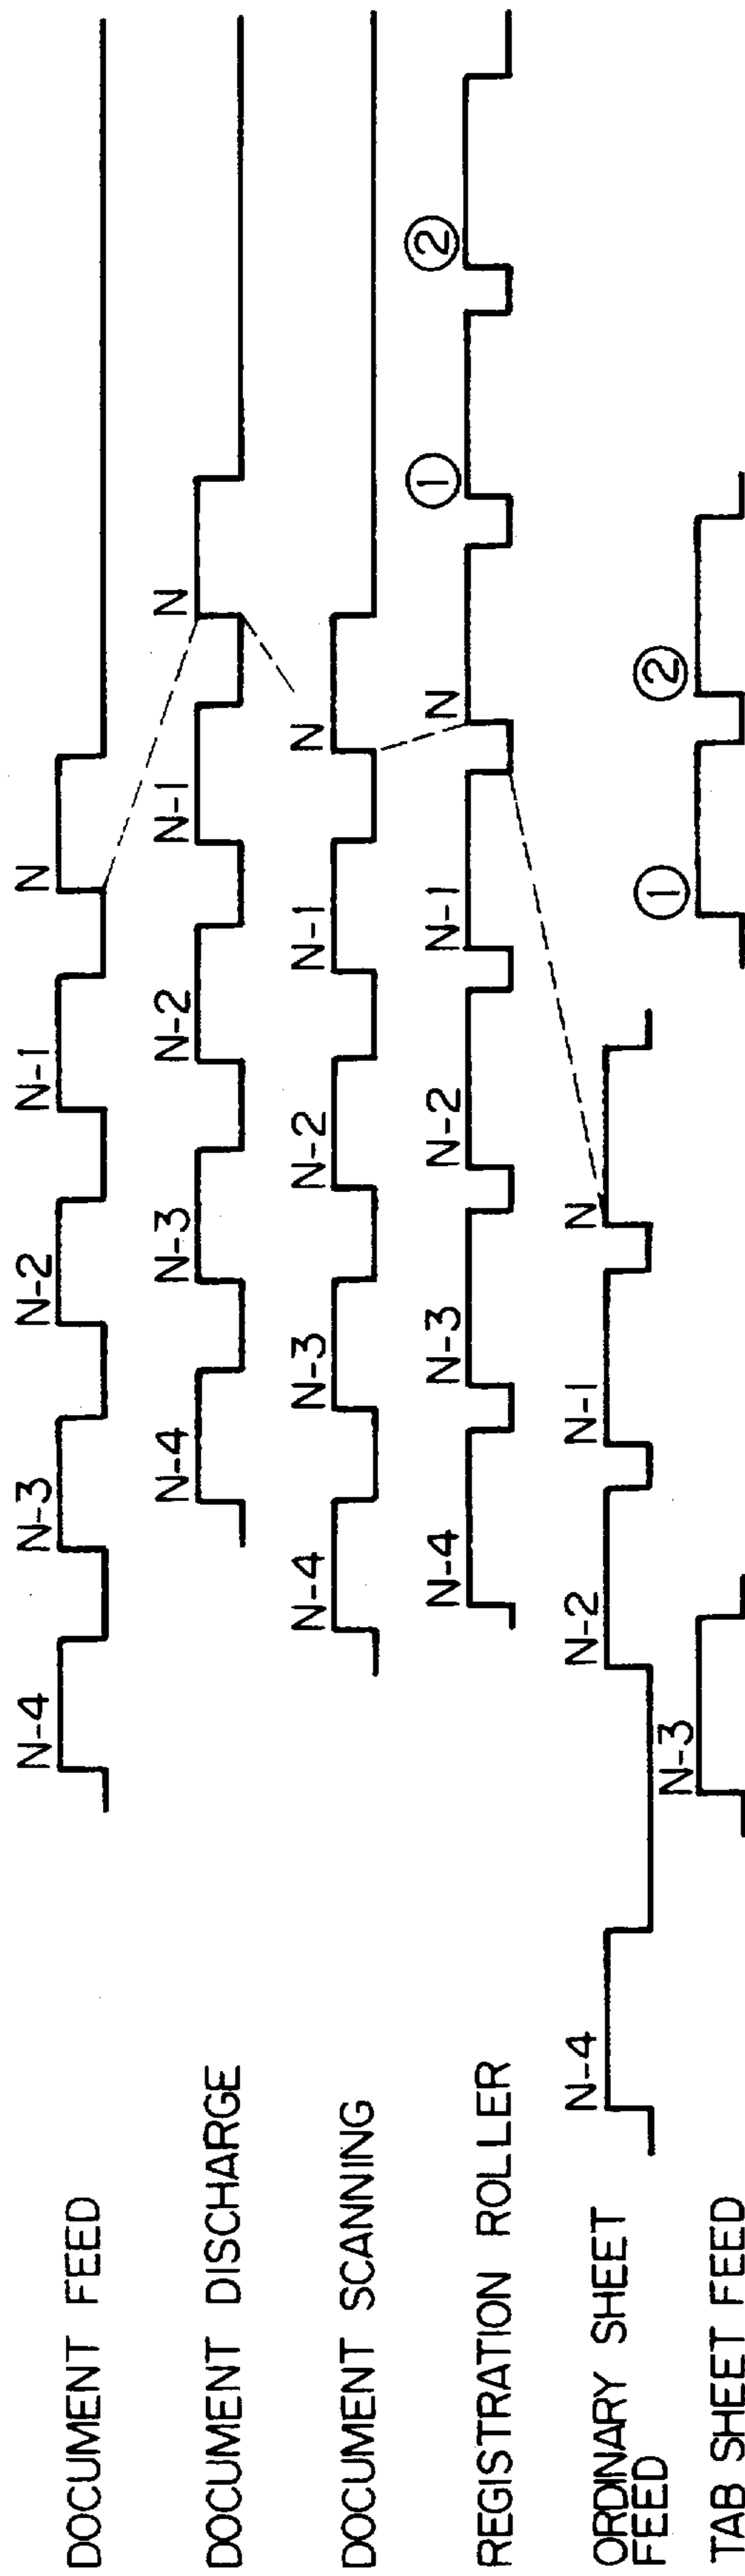 DOCUMENT FEED
N-4
N-3
N-2
N-1
N
DOCUMENT DISCHARGE
N-4
N-3
N-2
N-1
N
DOCUMENT SCANNING
N-4
N-3
N-2
N-1
N
REGISTRATION ROLLER
N-4
N-3
N-2
N-1
N
①
②
ORDINARY SHEET
FEED
N-4
N-2
N-1
N
TAB SHEET FEED
N-3
①
②